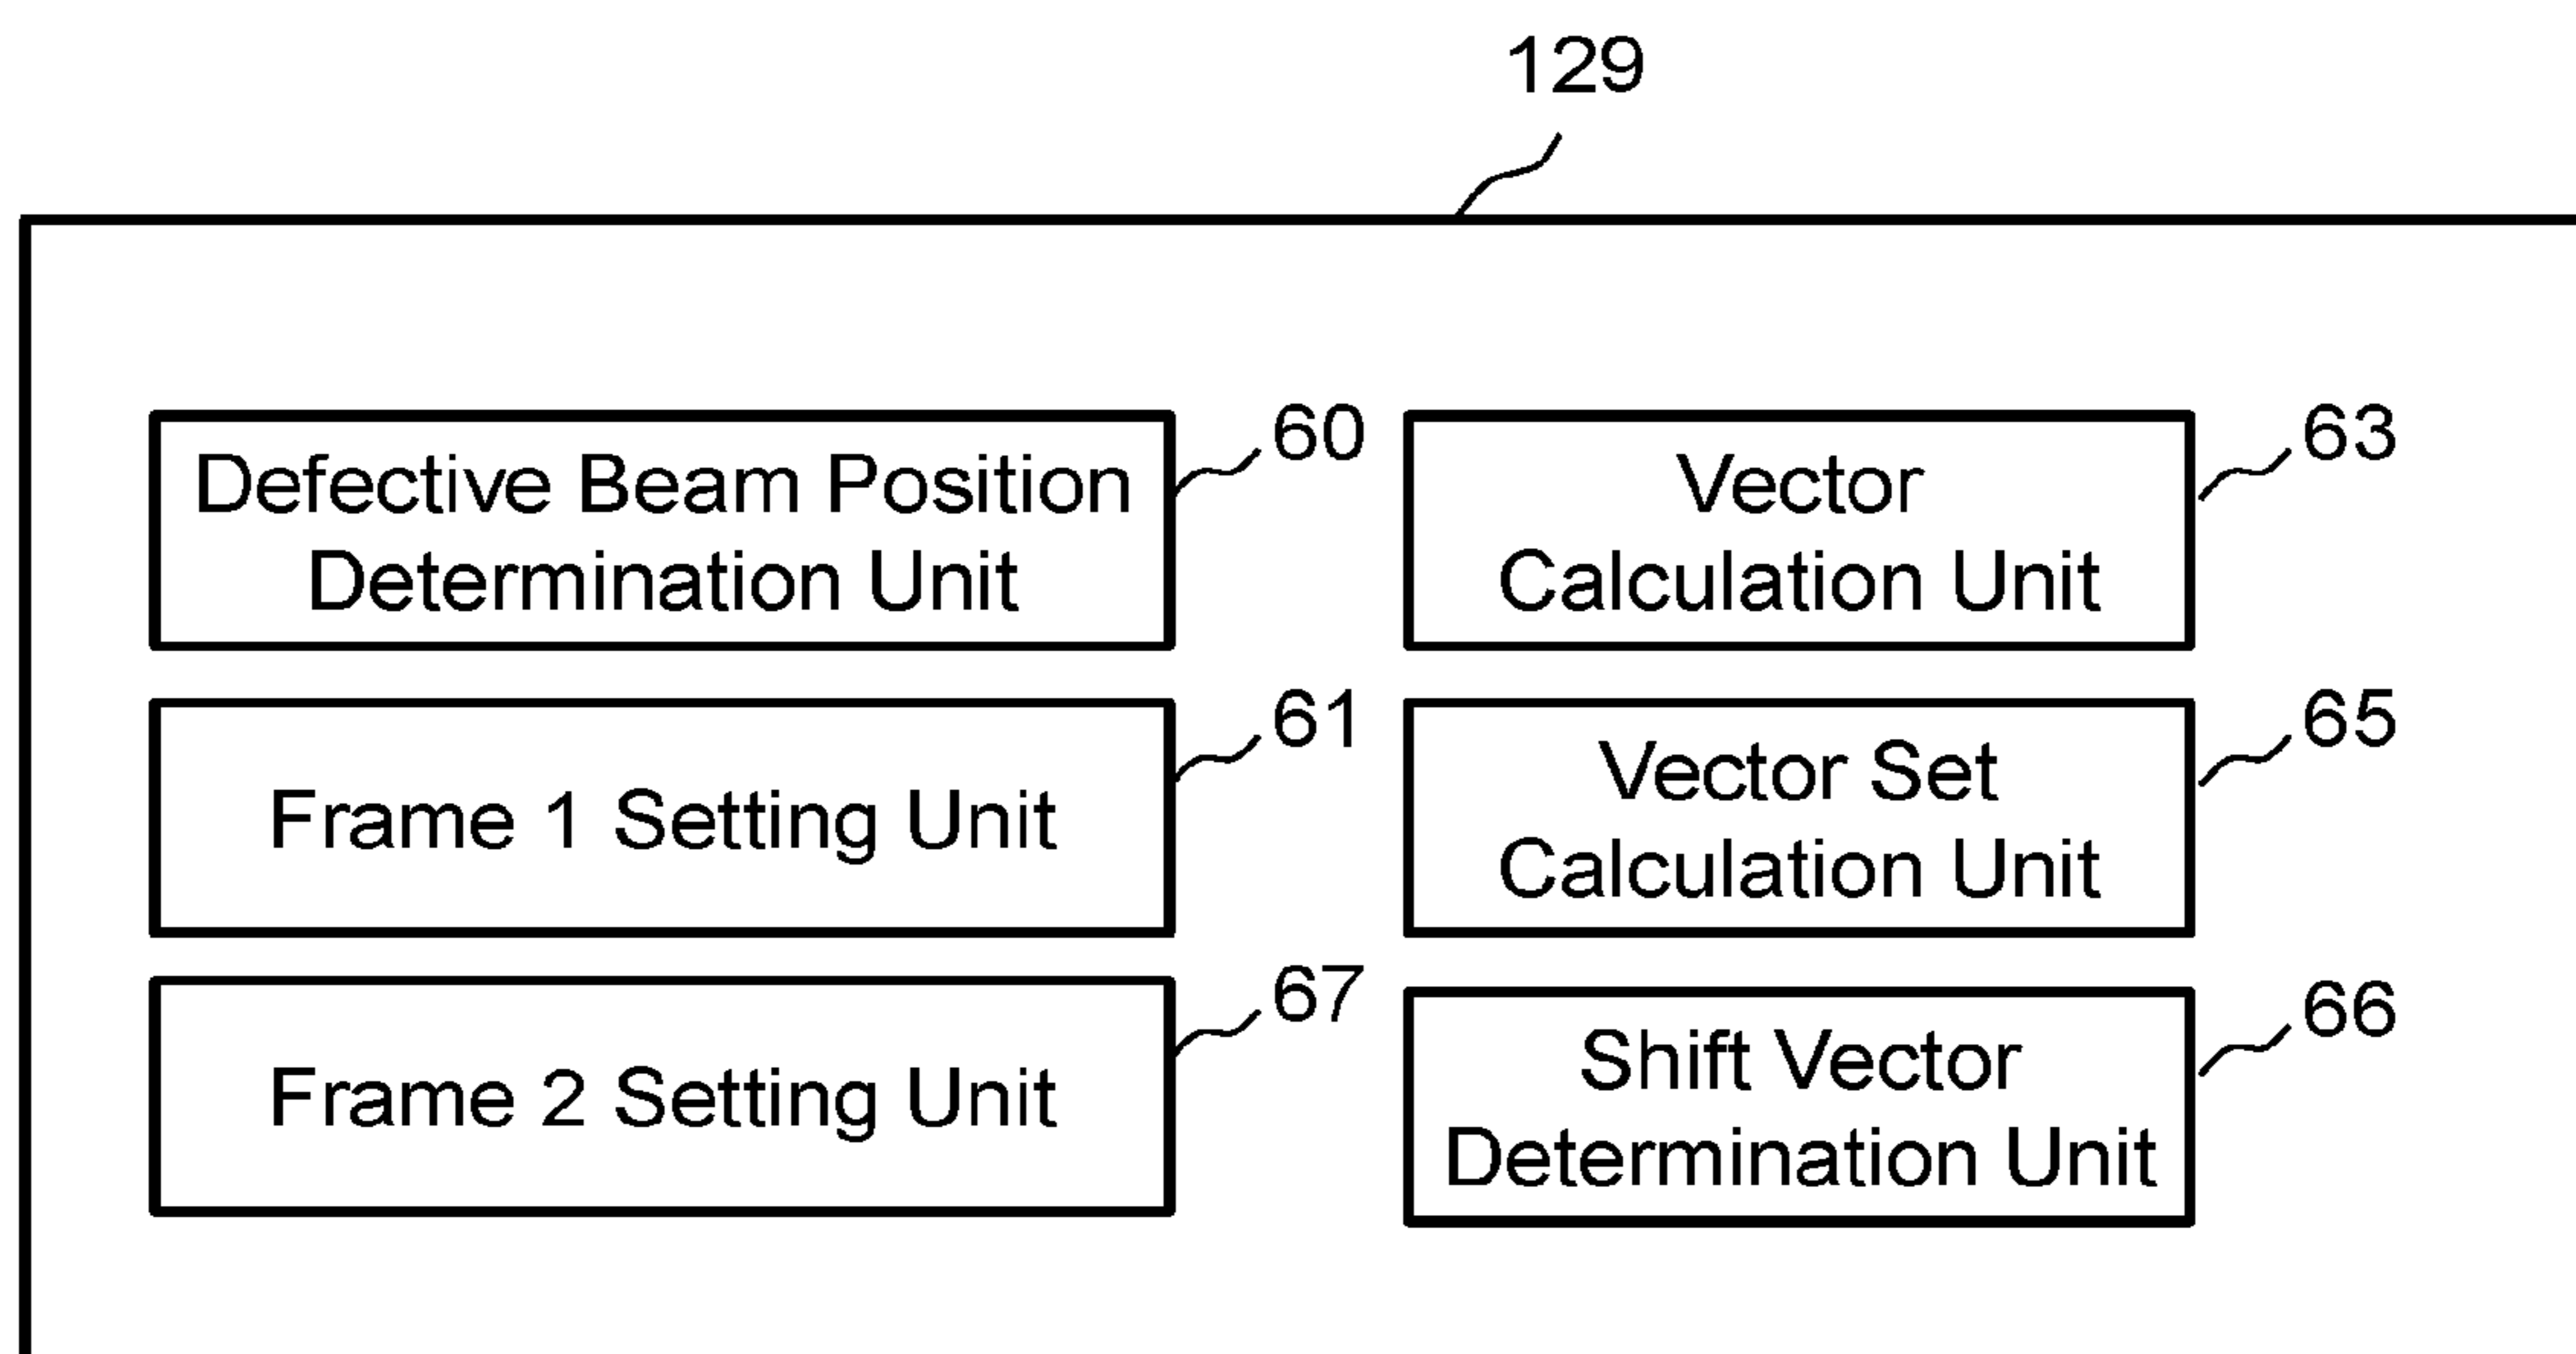 129
Defective Beam Position
Determination Unit
60
Vector
Calculation Unit
63
Frame 1 Setting Unit
61
Vector Set
Calculation Unit
65
Frame 2 Setting Unit
67
Shift Vector
Determination Unit
66